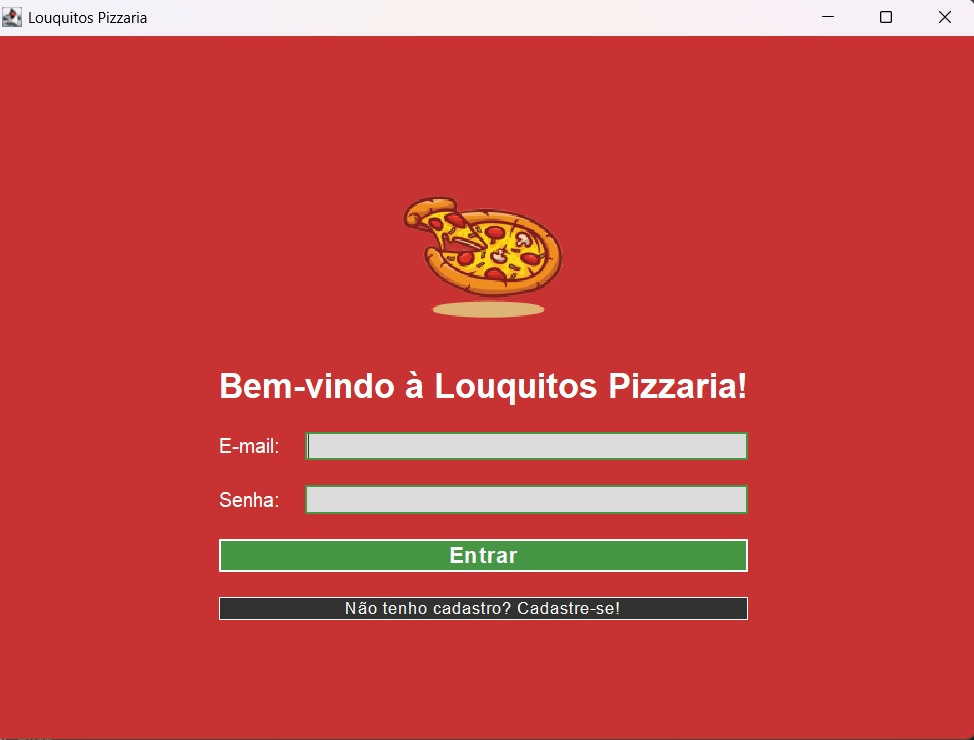 Louquitos Pizzaria
Bem-vindo à Louquitos Pizzaria!
E-mail:
Senha:
Entrar
Não tenho cadastro? Cadastre-se!